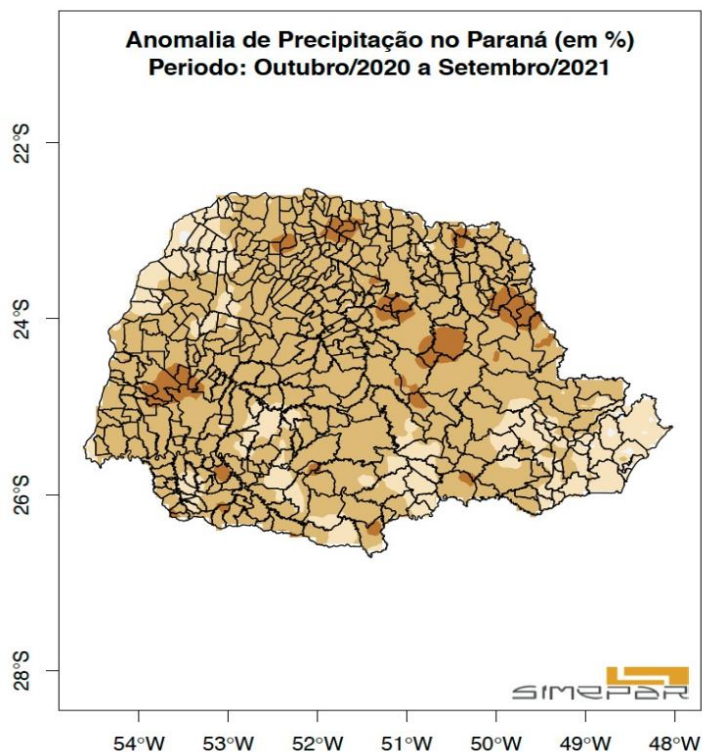 Anomalia de Precipitação no Paraná (em %)
Periodo: Outubro/2020 a Setembro/2021
22°S
24°S
26°S
28°S
SIMEPAR
54°W 53°W 52°W 51°W 50°W 49°W 48°W